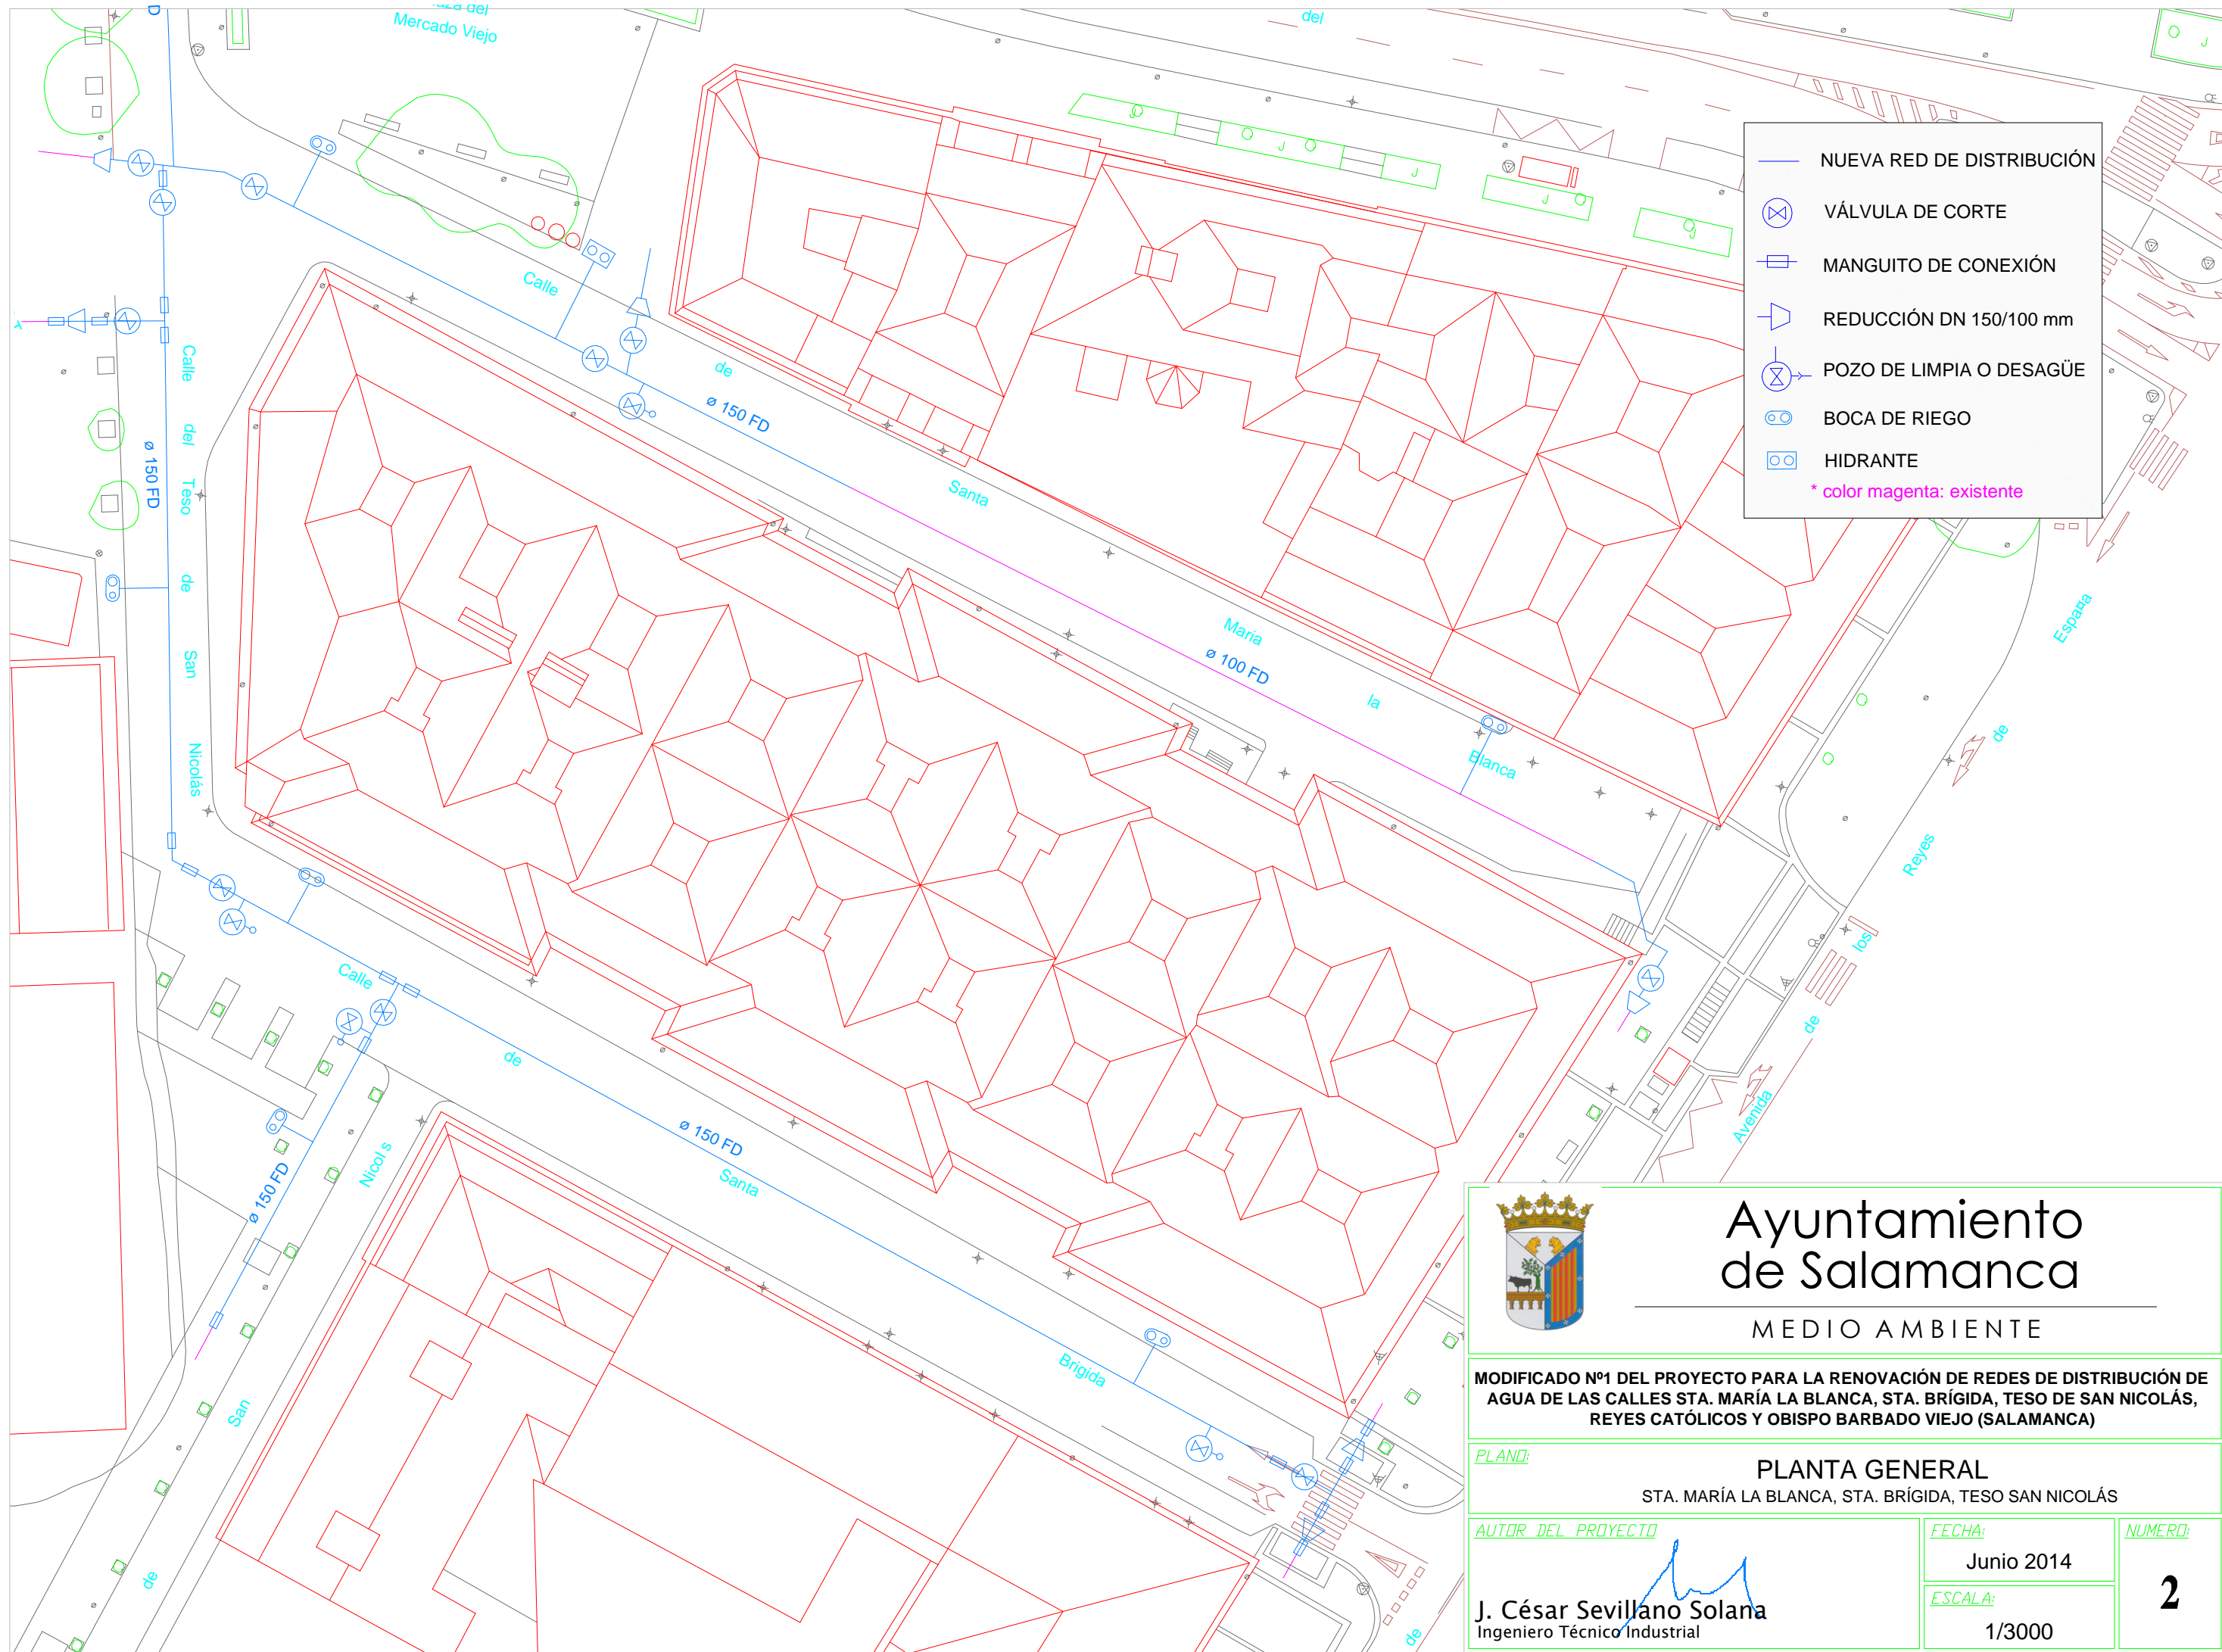 Mercado Viejo
del
NUEVA RED DE DISTRIBUCIÓN
VÁLVULA DE CORTE
MANGUITO DE CONEXIÓN
REDUCCIÓN DN 150/100 mm
POZO DE LIMPIA O DESAGÜE
BOCA DE RIEGO
HIDRANTE
* color magenta: existente
Calle
de
Santa
Maria
la
Blanca
ø 150 FD
ø 100 FD
Calle
del
Teso
de
San
Nicolás
ø 150 FD
Calle
de
Santa
Brigida
ø 150 FD
Nicol s
San
de
ø 150 FD
España
de
Reyes
los
de
Avenida
de
J
J
J
J
J
J
Ayuntamiento
de Salamanca
MEDIO AMBIENTE
MODIFICADO Nº1 DEL PROYECTO PARA LA RENOVACIÓN DE REDES DE DISTRIBUCIÓN DE
AGUA DE LAS CALLES STA. MARÍA LA BLANCA, STA. BRÍGIDA, TESO DE SAN NICOLÁS,
REYES CATÓLICOS Y OBISPO BARBADO VIEJO (SALAMANCA)
PLANO:
PLANTA GENERAL
STA. MARÍA LA BLANCA, STA. BRÍGIDA, TESO SAN NICOLÁS
AUTOR DEL PROYECTO
J. César Sevillano Solana
Ingeniero Técnico Industrial
FECHA:
Junio 2014
ESCALA:
1/3000
NUMERO:
2